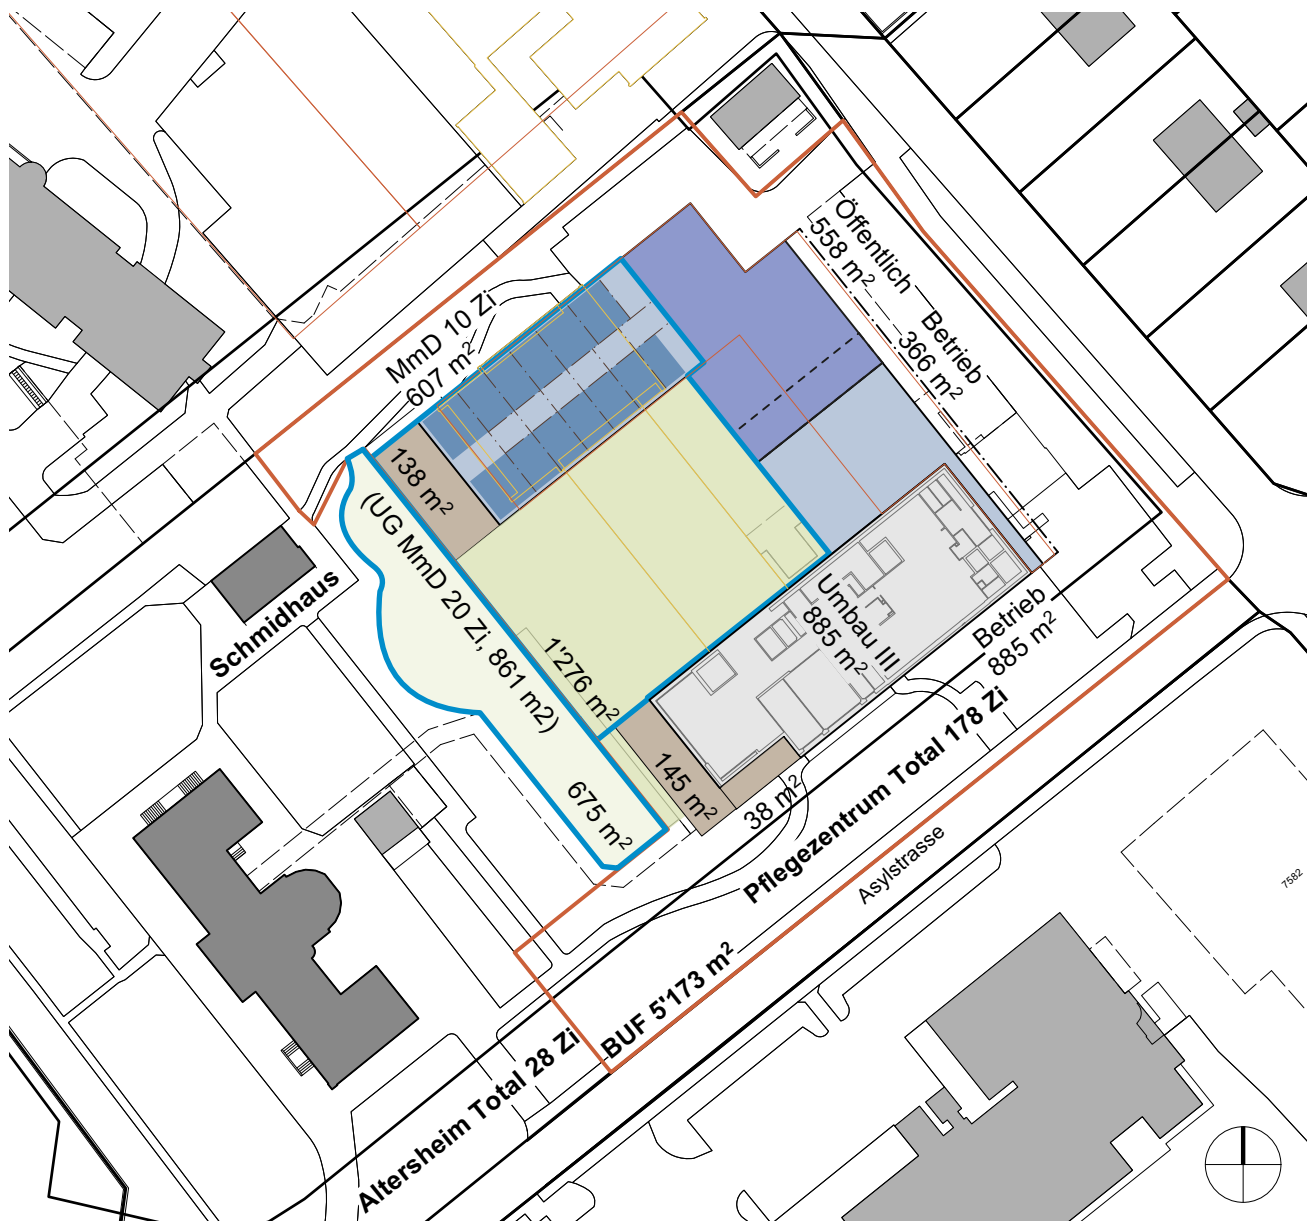 Öffentlich
558 m²
Betrieb
366 m²
MmD 10 Zi
607 m²
138 m²
(UG MmD 20 Zi, 861 m2)
Schmidhaus
1'276 m²
Umbau III
885 m²
Betrieb
885 m²
145 m²
38 m²
675 m²
Pflegezentrum Total 178 Zi
Asylstrasse
7582
BUF 5'173 m²
Altersheim Total 28 Zi